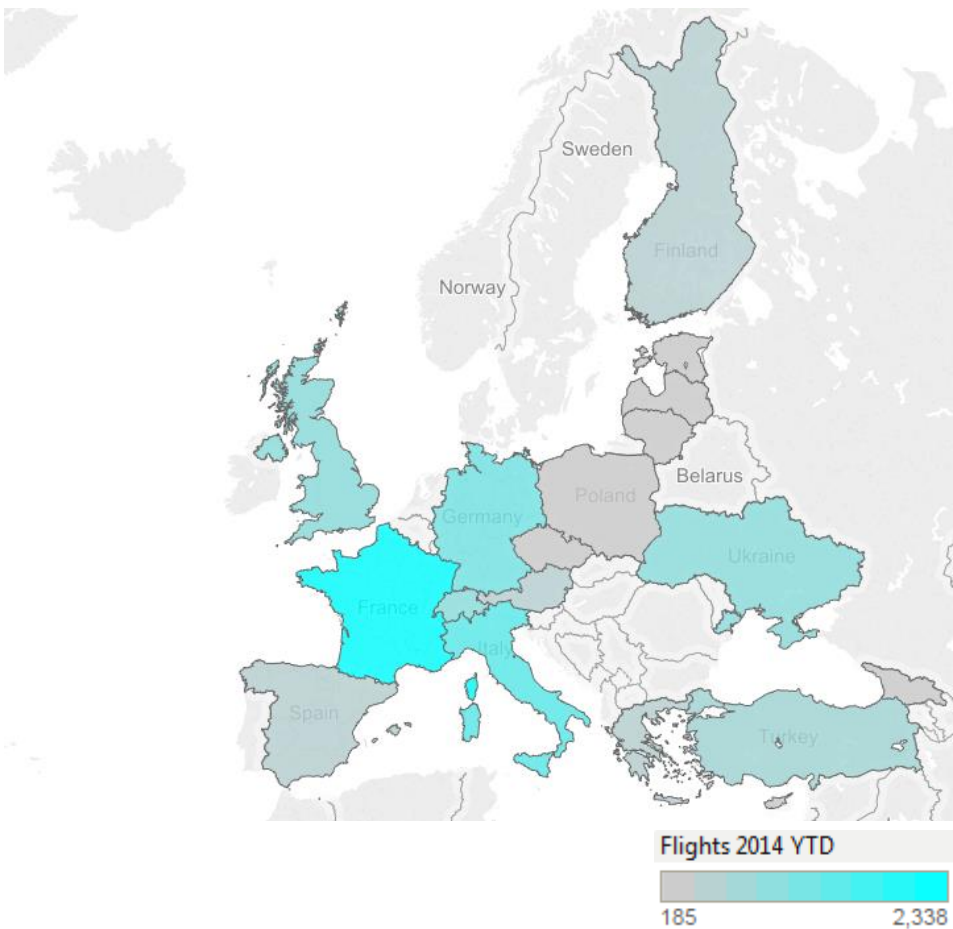 Sweden
Finland
Norway
Belarus
Poland
Germany
Ukraine
France
Italy
Spain
Turkey
Flights 2014 YTD
185 2,338